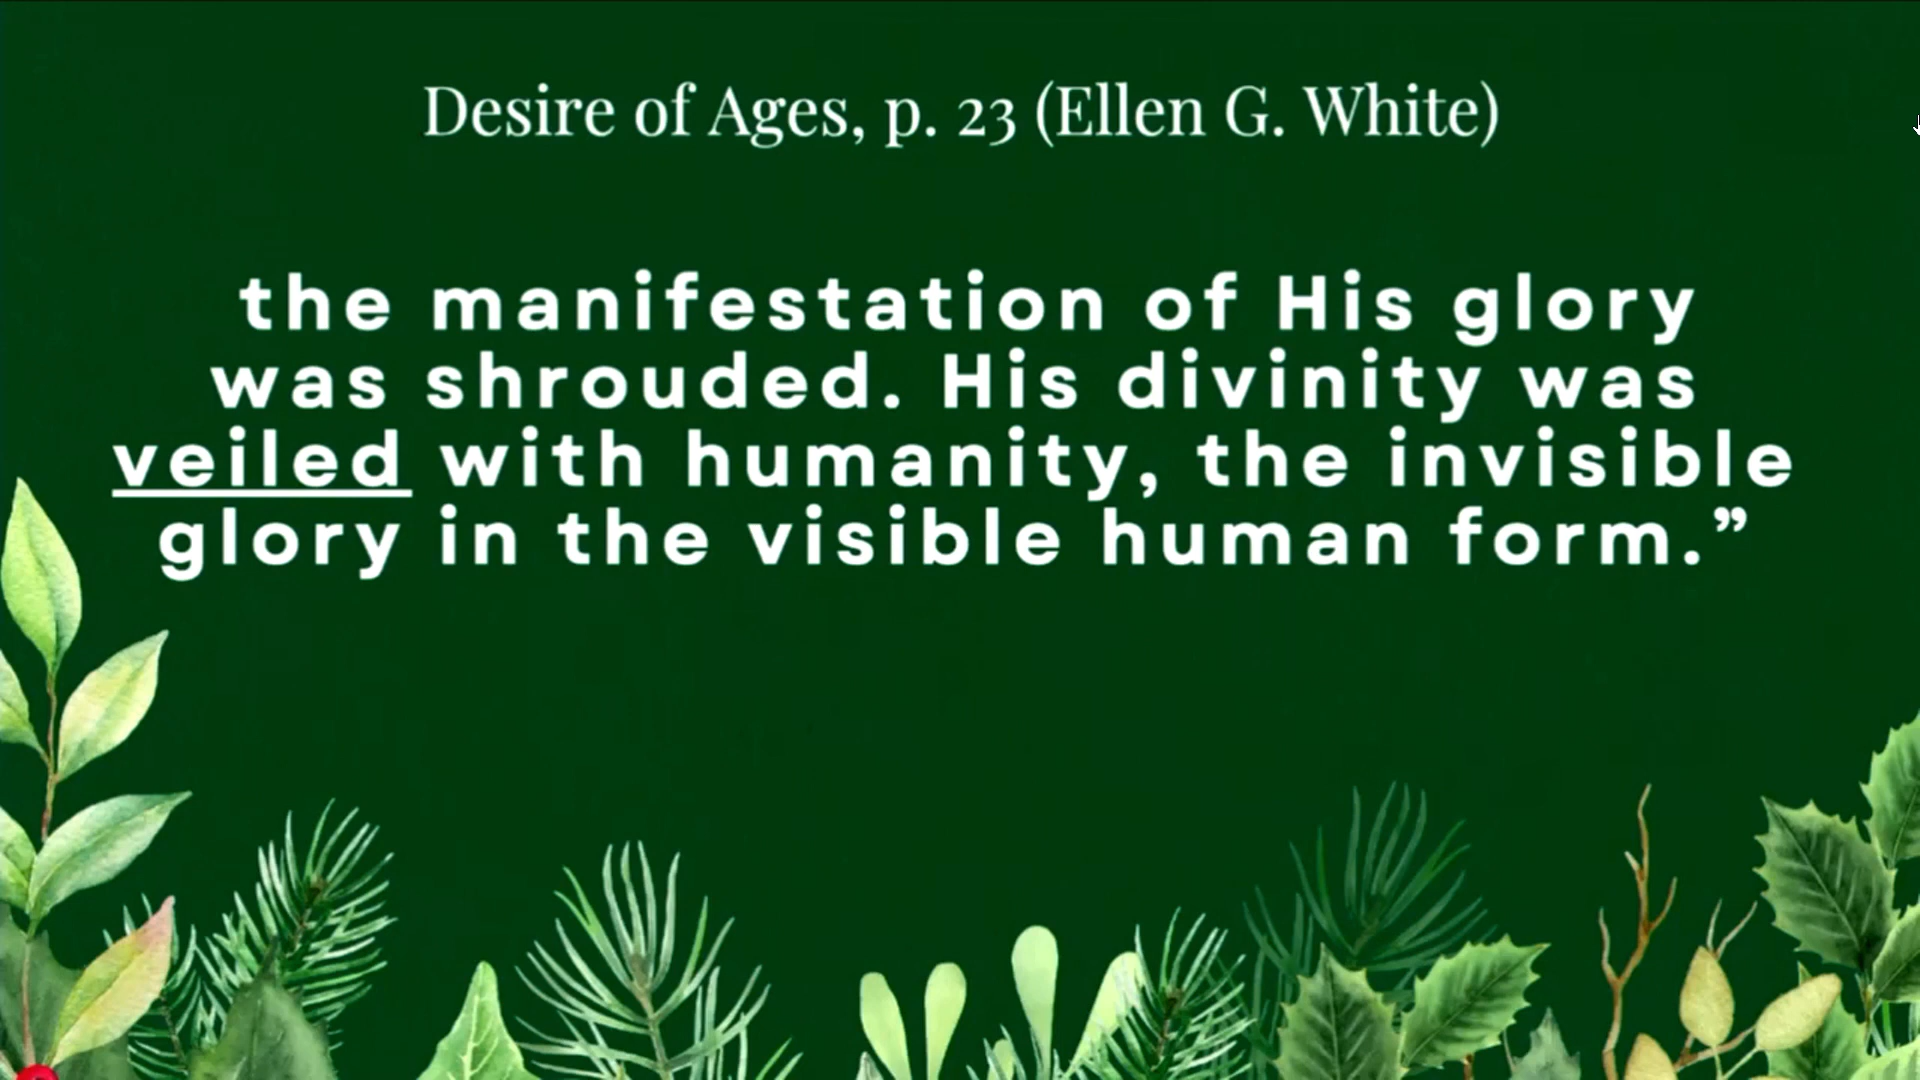 Desire of Ages, p. 23 (Ellen G. White)
the manifestation of His glory
was shrouded. His divinity was
veiled with humanity, the invisible
glory in the visible human form.”